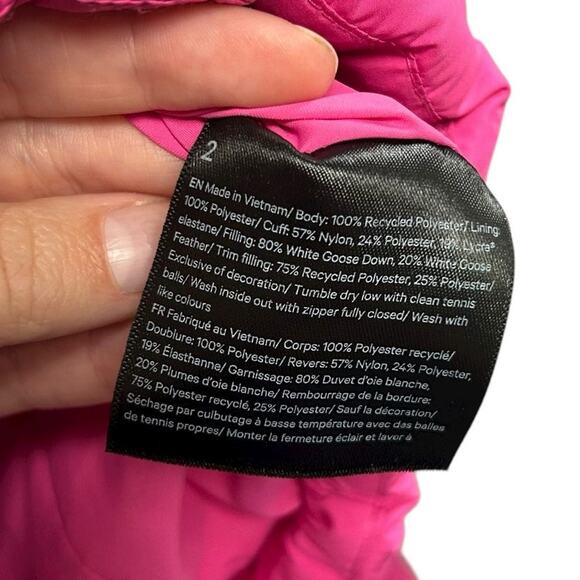 2
EN Made in Vietnam/ Body: 100% Recycled Polyester/ Lining:
100% Polyester/ Cuff: 57% Nylon, 24% Polyester, 19% Lycra®
elastane/ Filling: 80% White Goose Down, 20% White Goose
Feather/ Trim filling: 75% Recycled Polyester, 25% Polyester/
Exclusive of decoration/ Tumble dry low with clean tennis
balls/ Wash inside out with zipper fully closed/ Wash with
like colours
FR Fabriqué au Vietnam/ Corps: 100% Polyester recyclé/
Doublure: 100% Polyester/ Revers: 57% Nylon, 24% Polyester,
19% Élasthanne/ Garnissage: 80% Duvet d'oie blanche,
20% Plumes d'oie blanche/ Rembourrage de la bordure:
75% Polyester recyclé, 25% Polyester/ Sauf la décoration/
Séchage par culbutage à basse température avec des balles
de tennis propres/ Monter la fermeture éclair et laver à